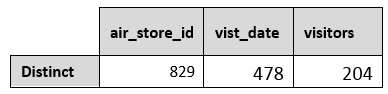 air_store_id vist_date visitors
Distinct 829 478 204